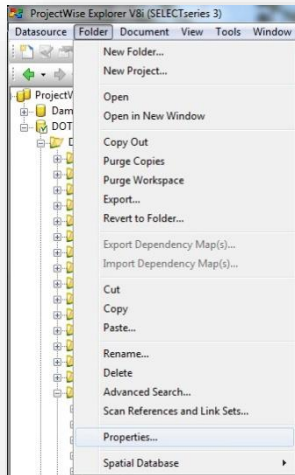 ProjectWise Explorer V8i (SELECTseries 3)
Datasource Folder Document View Tools Window
New Folder...
New Project...
Open
Open in New Window
Copy Out
Purge Copies
Purge Workspace
Export...
Revert to Folder...
Export Dependency Map(s)...
Import Dependency Map(s)...
Cut
Copy
Paste...
Rename...
Delete
Advanced Search...
Scan References and Link Sets...
Properties...
Spatial Database
ProjectW
Dam
DOT
D